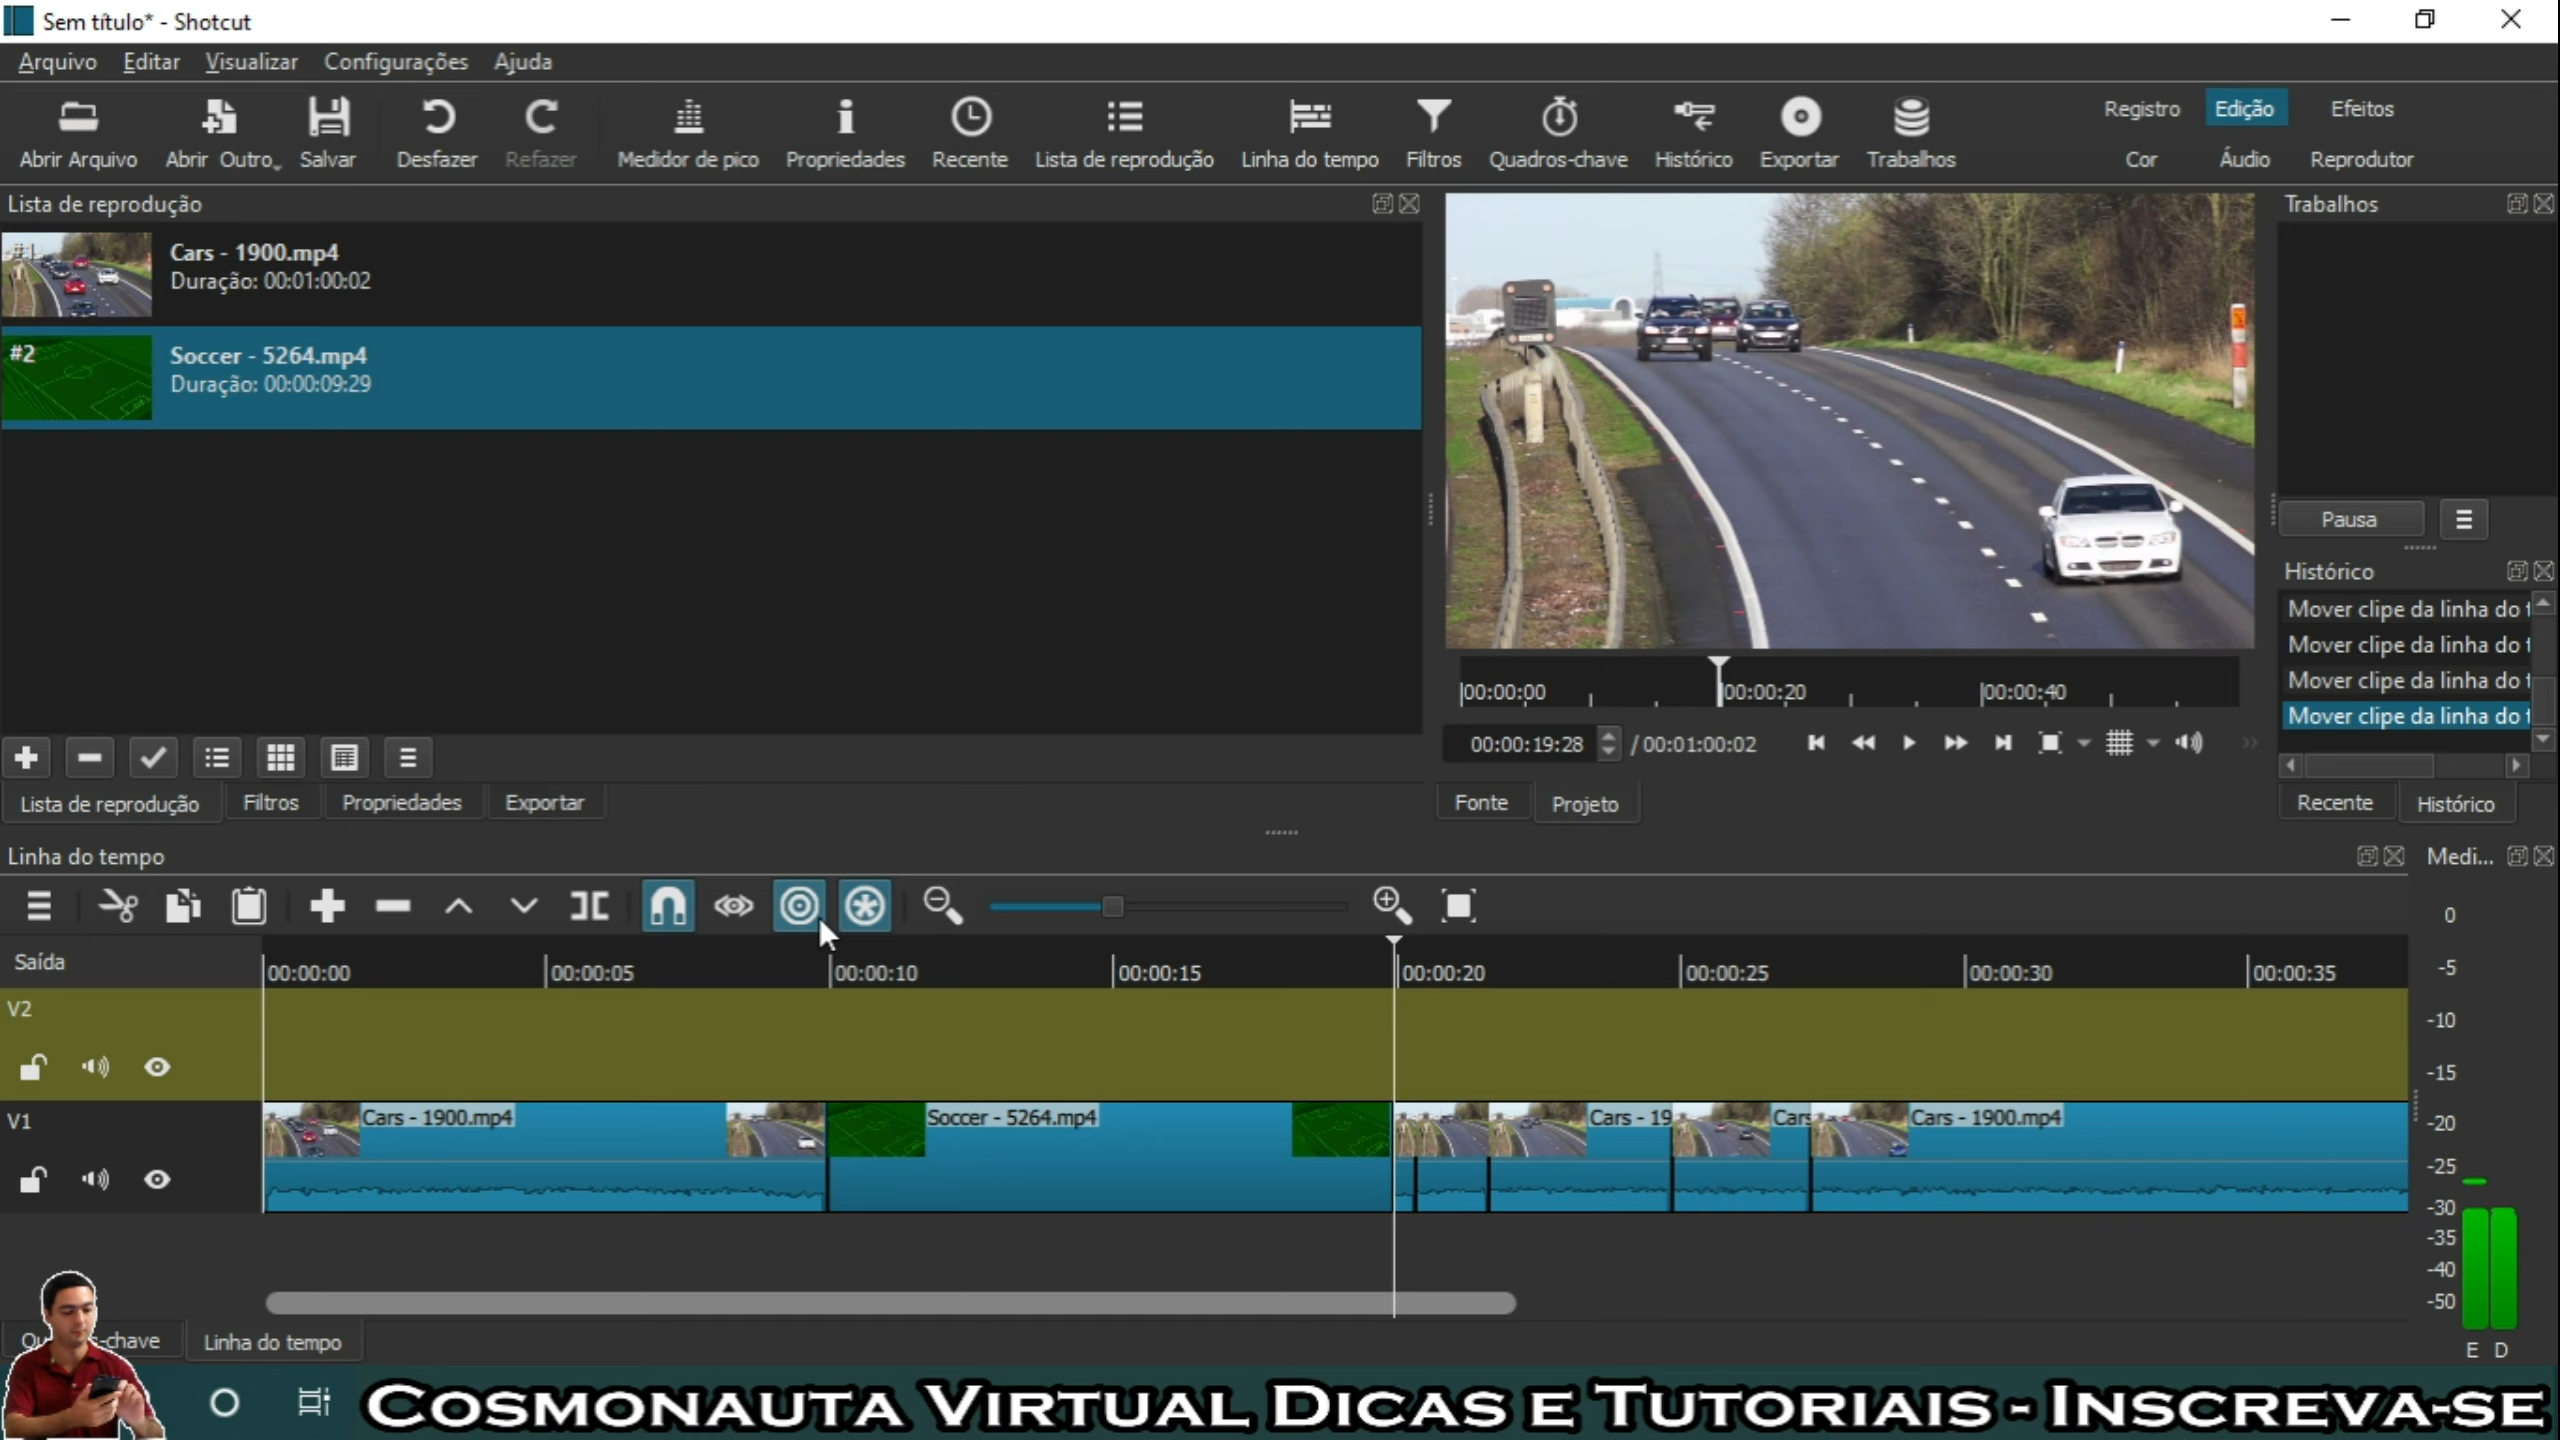 Sem título* - Shotcut
Arquivo Editar Visualizar Configurações Ajuda
Abrir Arquivo Abrir Outro Salvar Desfazer Refazer Medidor de pico Propriedades Recente Lista de reprodução Linha do tempo Filtros Quadros-chave Histórico Exportar Trabalhos
Registro Edição Efeitos
Cor Áudio Reprodutor
Lista de reprodução
Cars - 1900.mp4
Duração: 00:01:00:02
#2
Soccer - 5264.mp4
Duração: 00:00:09:29
Lista de reprodução Filtros Propriedades Exportar
00:00:00 00:00:20 00:00:40
00:00:19:28 / 00:01:00:02
Fonte Projeto
Trabalhos
Pausa
Histórico
Mover clipe da linha do t
Mover clipe da linha do t
Mover clipe da linha do t
Mover clipe da linha do t
Recente Histórico
Linha do tempo
Medi...
Saída
00:00:00 00:00:05 00:00:10 00:00:15 00:00:20 00:00:25 00:00:30 00:00:35
V2
V1
Cars - 1900.mp4 Soccer - 5264.mp4 Cars - 19 Cars Cars - 1900.mp4
0
-5
-10
-15
-20
-25
-30
-35
-40
-50
E D
Linha do tempo
Cosmonauta Virtual Dicas e Tutoriais - Inscreva-se